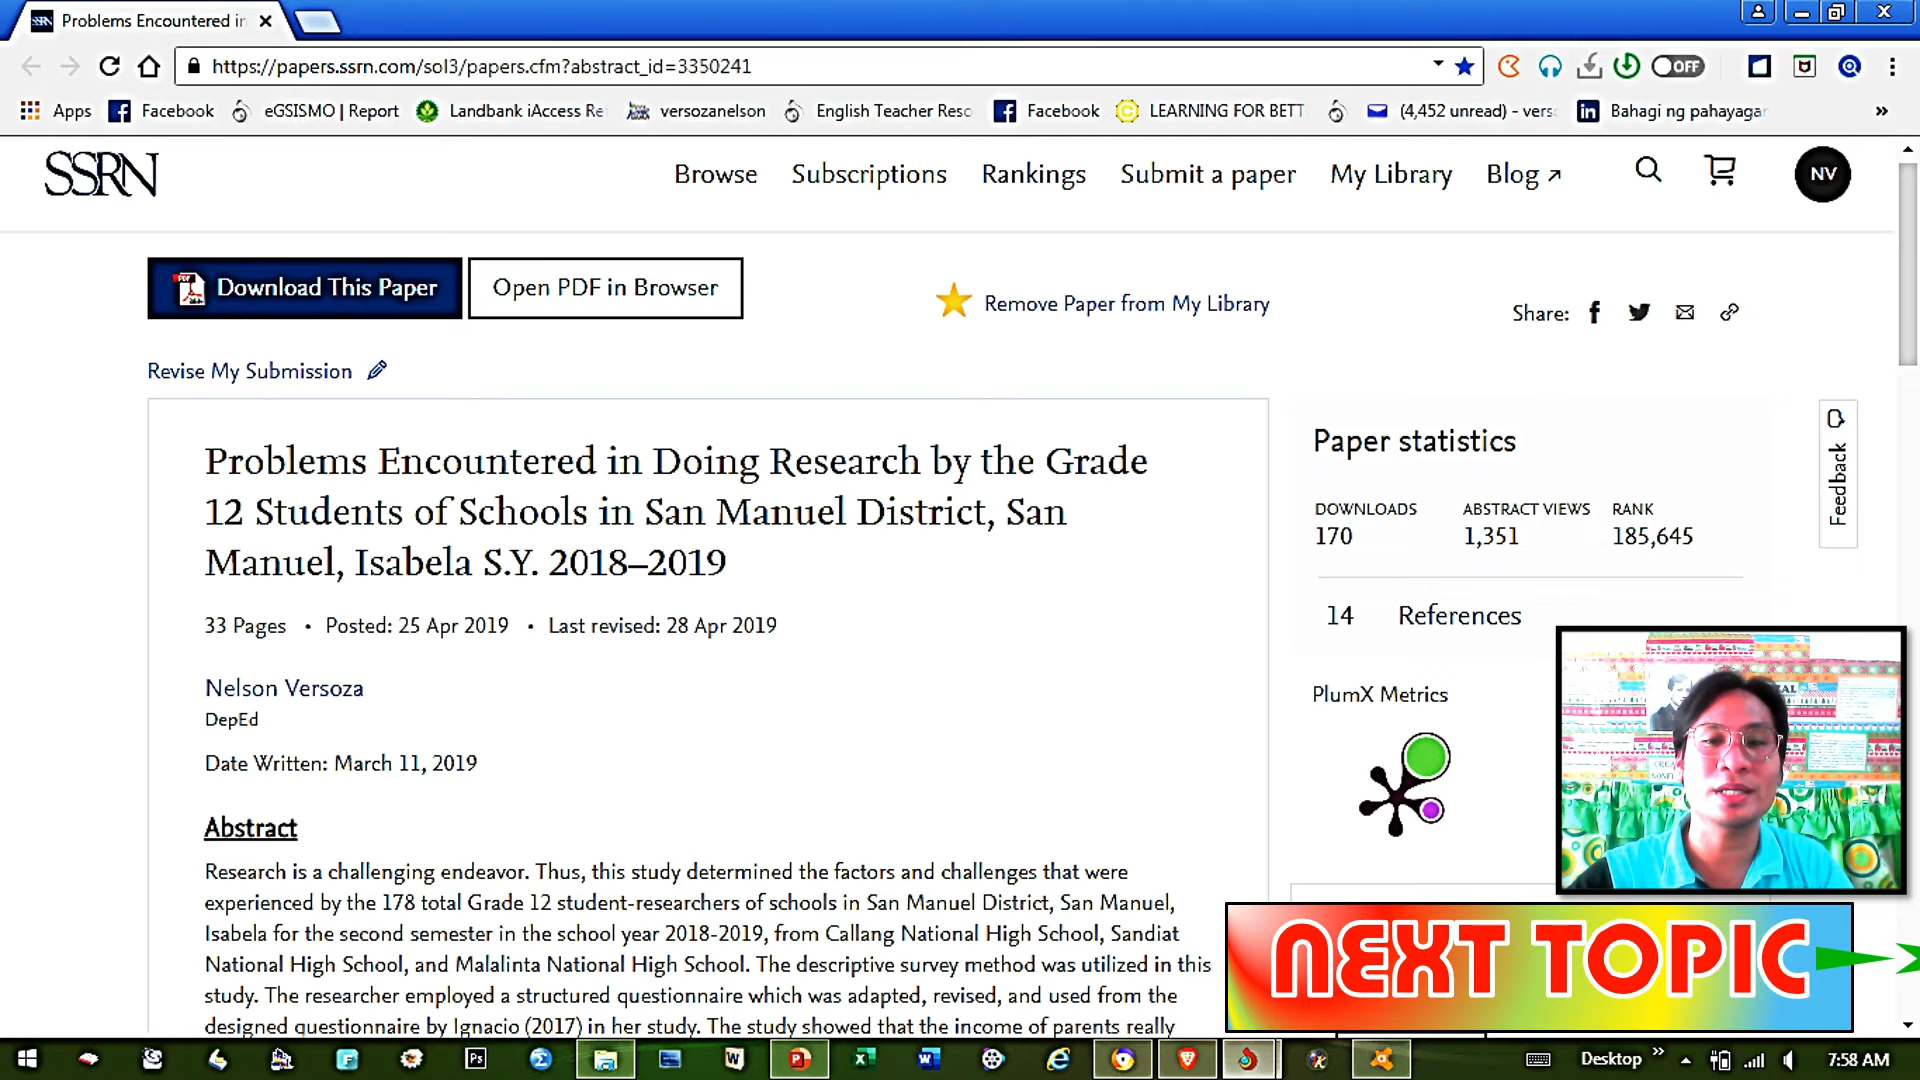 SSRN Problems Encountered in
https://papers.ssrn.com/sol3/papers.cfm?abstract_id=3350241
OFF
Apps Facebook eGSISMO | Report Landbank iAccess Re versozanelson English Teacher Reso Facebook LEARNING FOR BETT (4,452 unread) - vers Bahagi ng pahayagan
SSRN Browse Subscriptions Rankings Submit a paper My Library Blog NV
Download This Paper Open PDF in Browser
Remove Paper from My Library
Share:
Revise My Submission
Problems Encountered in Doing Research by the Grade
12 Students of Schools in San Manuel District, San
Manuel, Isabela S.Y. 2018–2019
33 Pages • Posted: 25 Apr 2019 • Last revised: 28 Apr 2019
Nelson Versoza
DepEd
Date Written: March 11, 2019
Abstract
Research is a challenging endeavor. Thus, this study determined the factors and challenges that were
experienced by the 178 total Grade 12 student-researchers of schools in San Manuel District, San Manuel,
Isabela for the second semester in the school year 2018-2019, from Callang National High School, Sandiat
National High School, and Malalinta National High School. The descriptive survey method was utilized in this
study. The researcher employed a structured questionnaire which was adapted, revised, and used from the
designed questionnaire by Ignacio (2017) in her study. The study showed that the income of parents really
Paper statistics
DOWNLOADS ABSTRACT VIEWS RANK
170 1,351 185,645
14 References
PlumX Metrics
Feedback
NEXT TOPIC
Desktop 7:58 AM